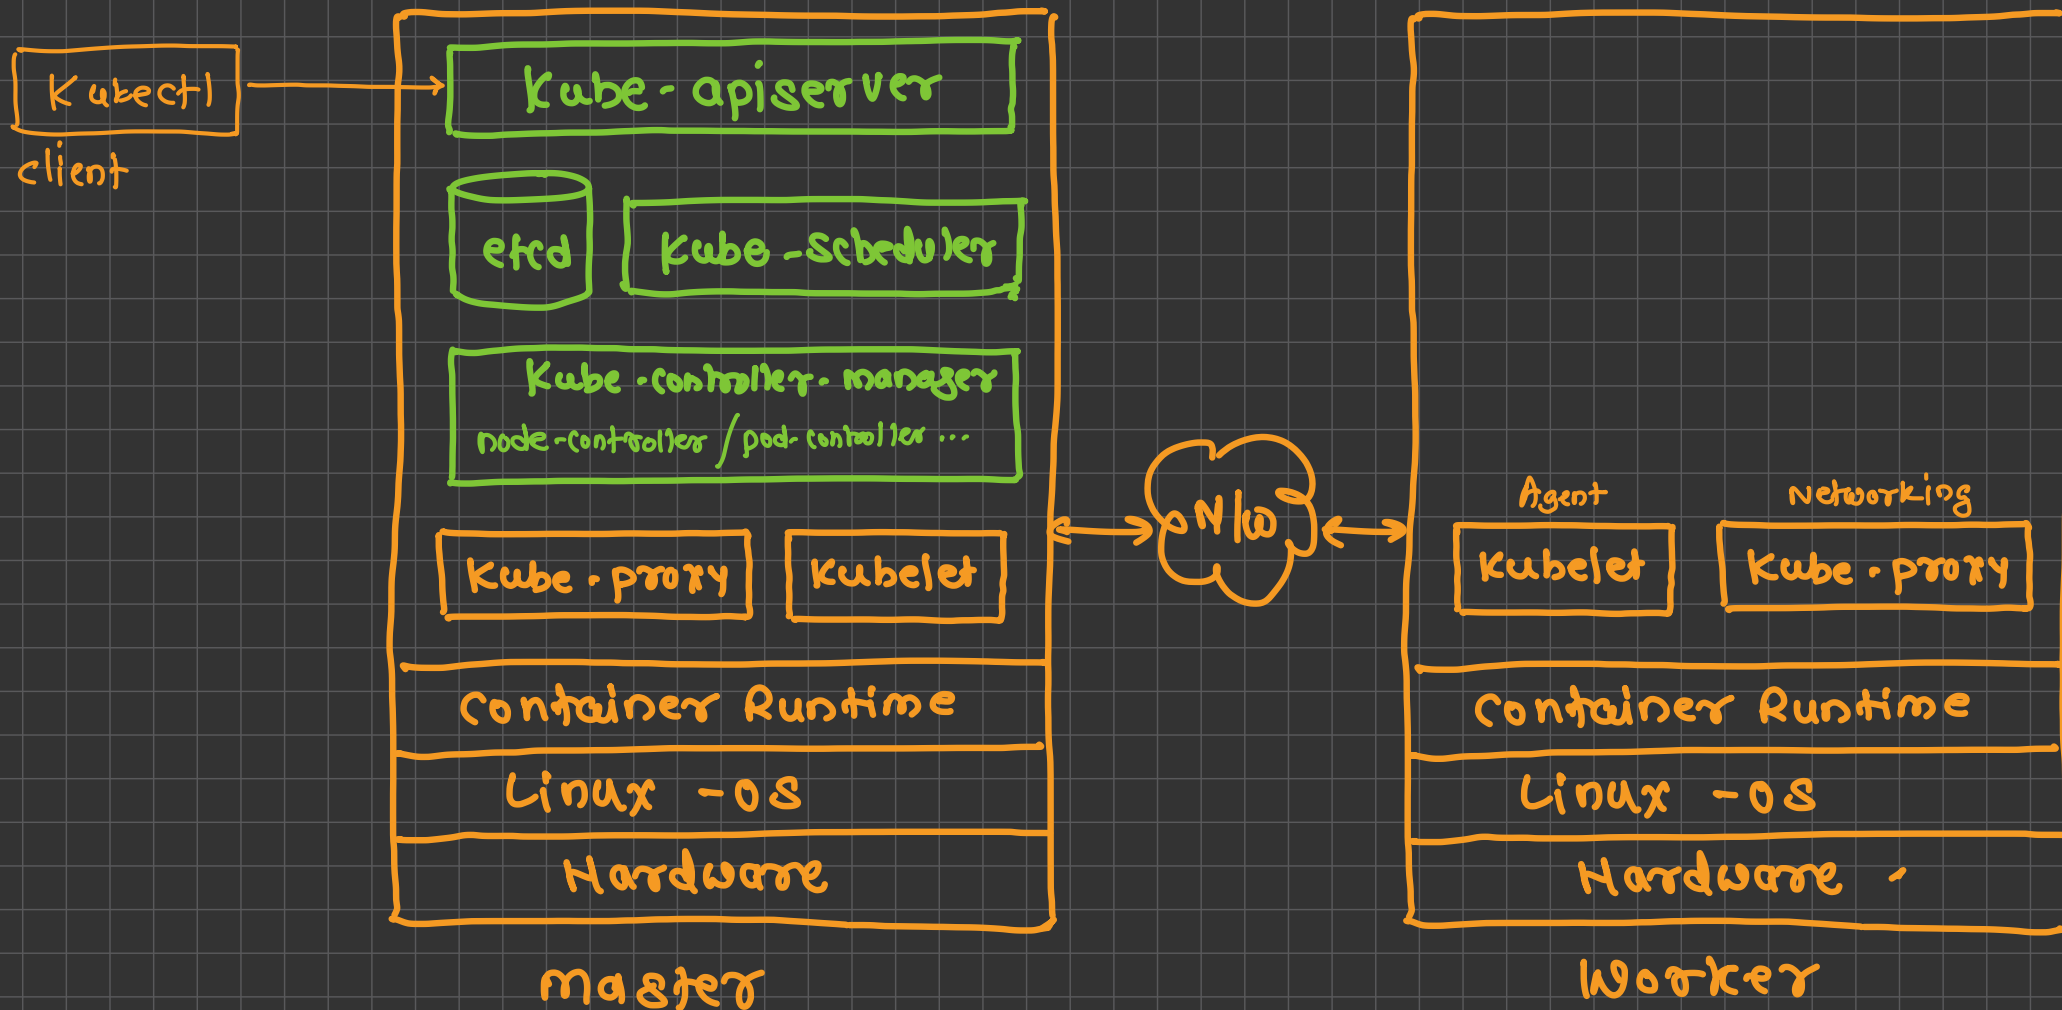 Kubectl
client
Kube-apiserver
etcd
Kube-scheduler
Kube-controller-manager
node-controller/pod-controller ...
Kube-proxy
Kubelet
Container Runtime
Linux -OS
Hardware
Master
N/W
Agent
Kubelet
Networking
Kube-proxy
Container Runtime
Linux -OS
Hardware
Worker